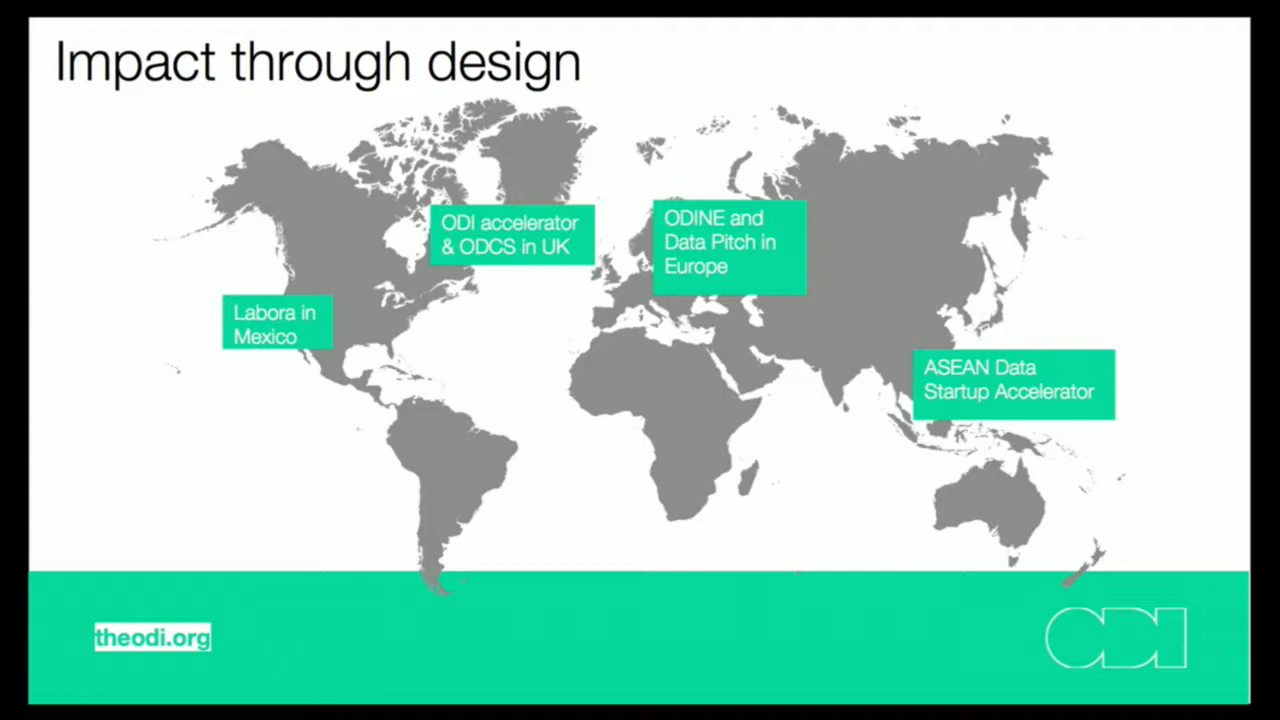 Impact through design
ODI accelerator
& ODCS in UK
ODINE and
Data Pitch in
Europe
Labora in
Mexico
ASEAN Data
Startup Accelerator
theodi.org
ODI